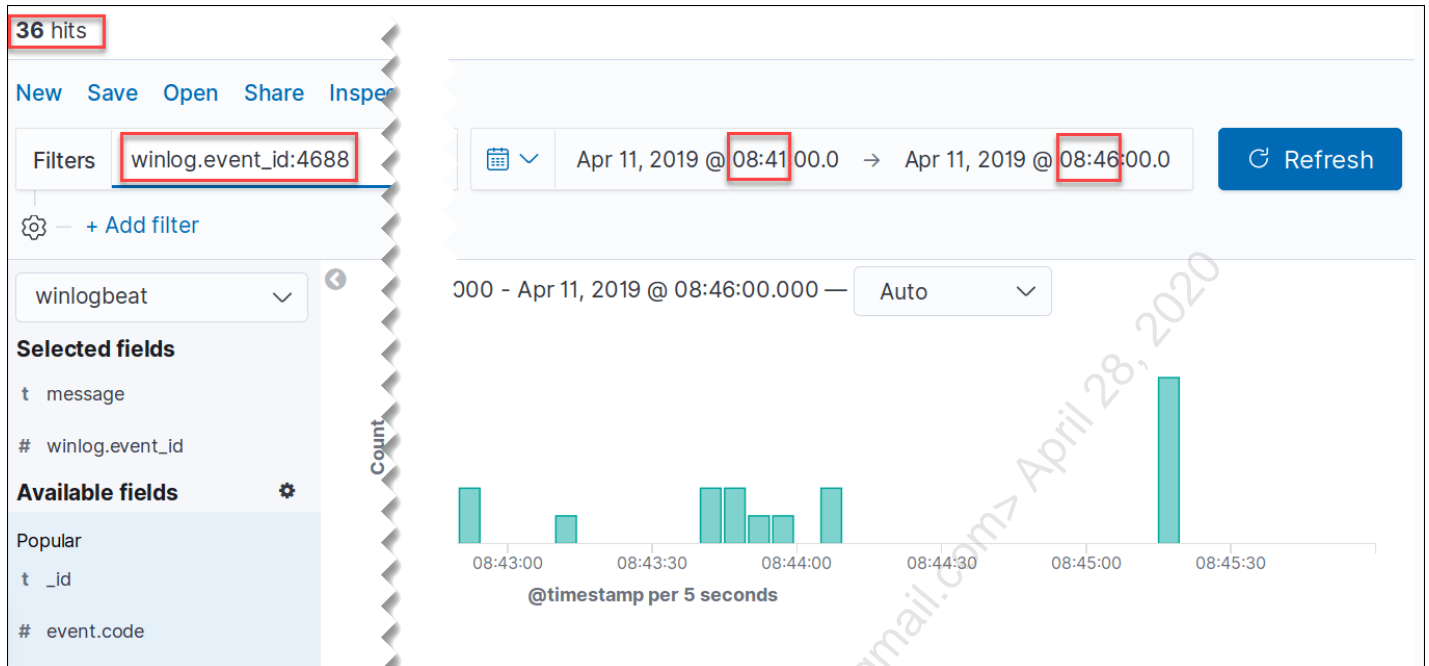 36 hits
New Save Open Share Inspec
Filters winlog.event_id:4688 Apr 11, 2019 @ 08:41:00.0 → Apr 11, 2019 @ 08:46:00.0 Refresh
+ Add filter
winlogbeat
000 - Apr 11, 2019 @ 08:46:00.000 — Auto
Selected fields
t message
# winlog.event_id
Available fields
Popular
t _id
# event.code
Count
08:43:00 08:43:30 08:44:00 08:44:30 08:45:00 08:45:30
@timestamp per 5 seconds
gmail.com> April 28, 2020